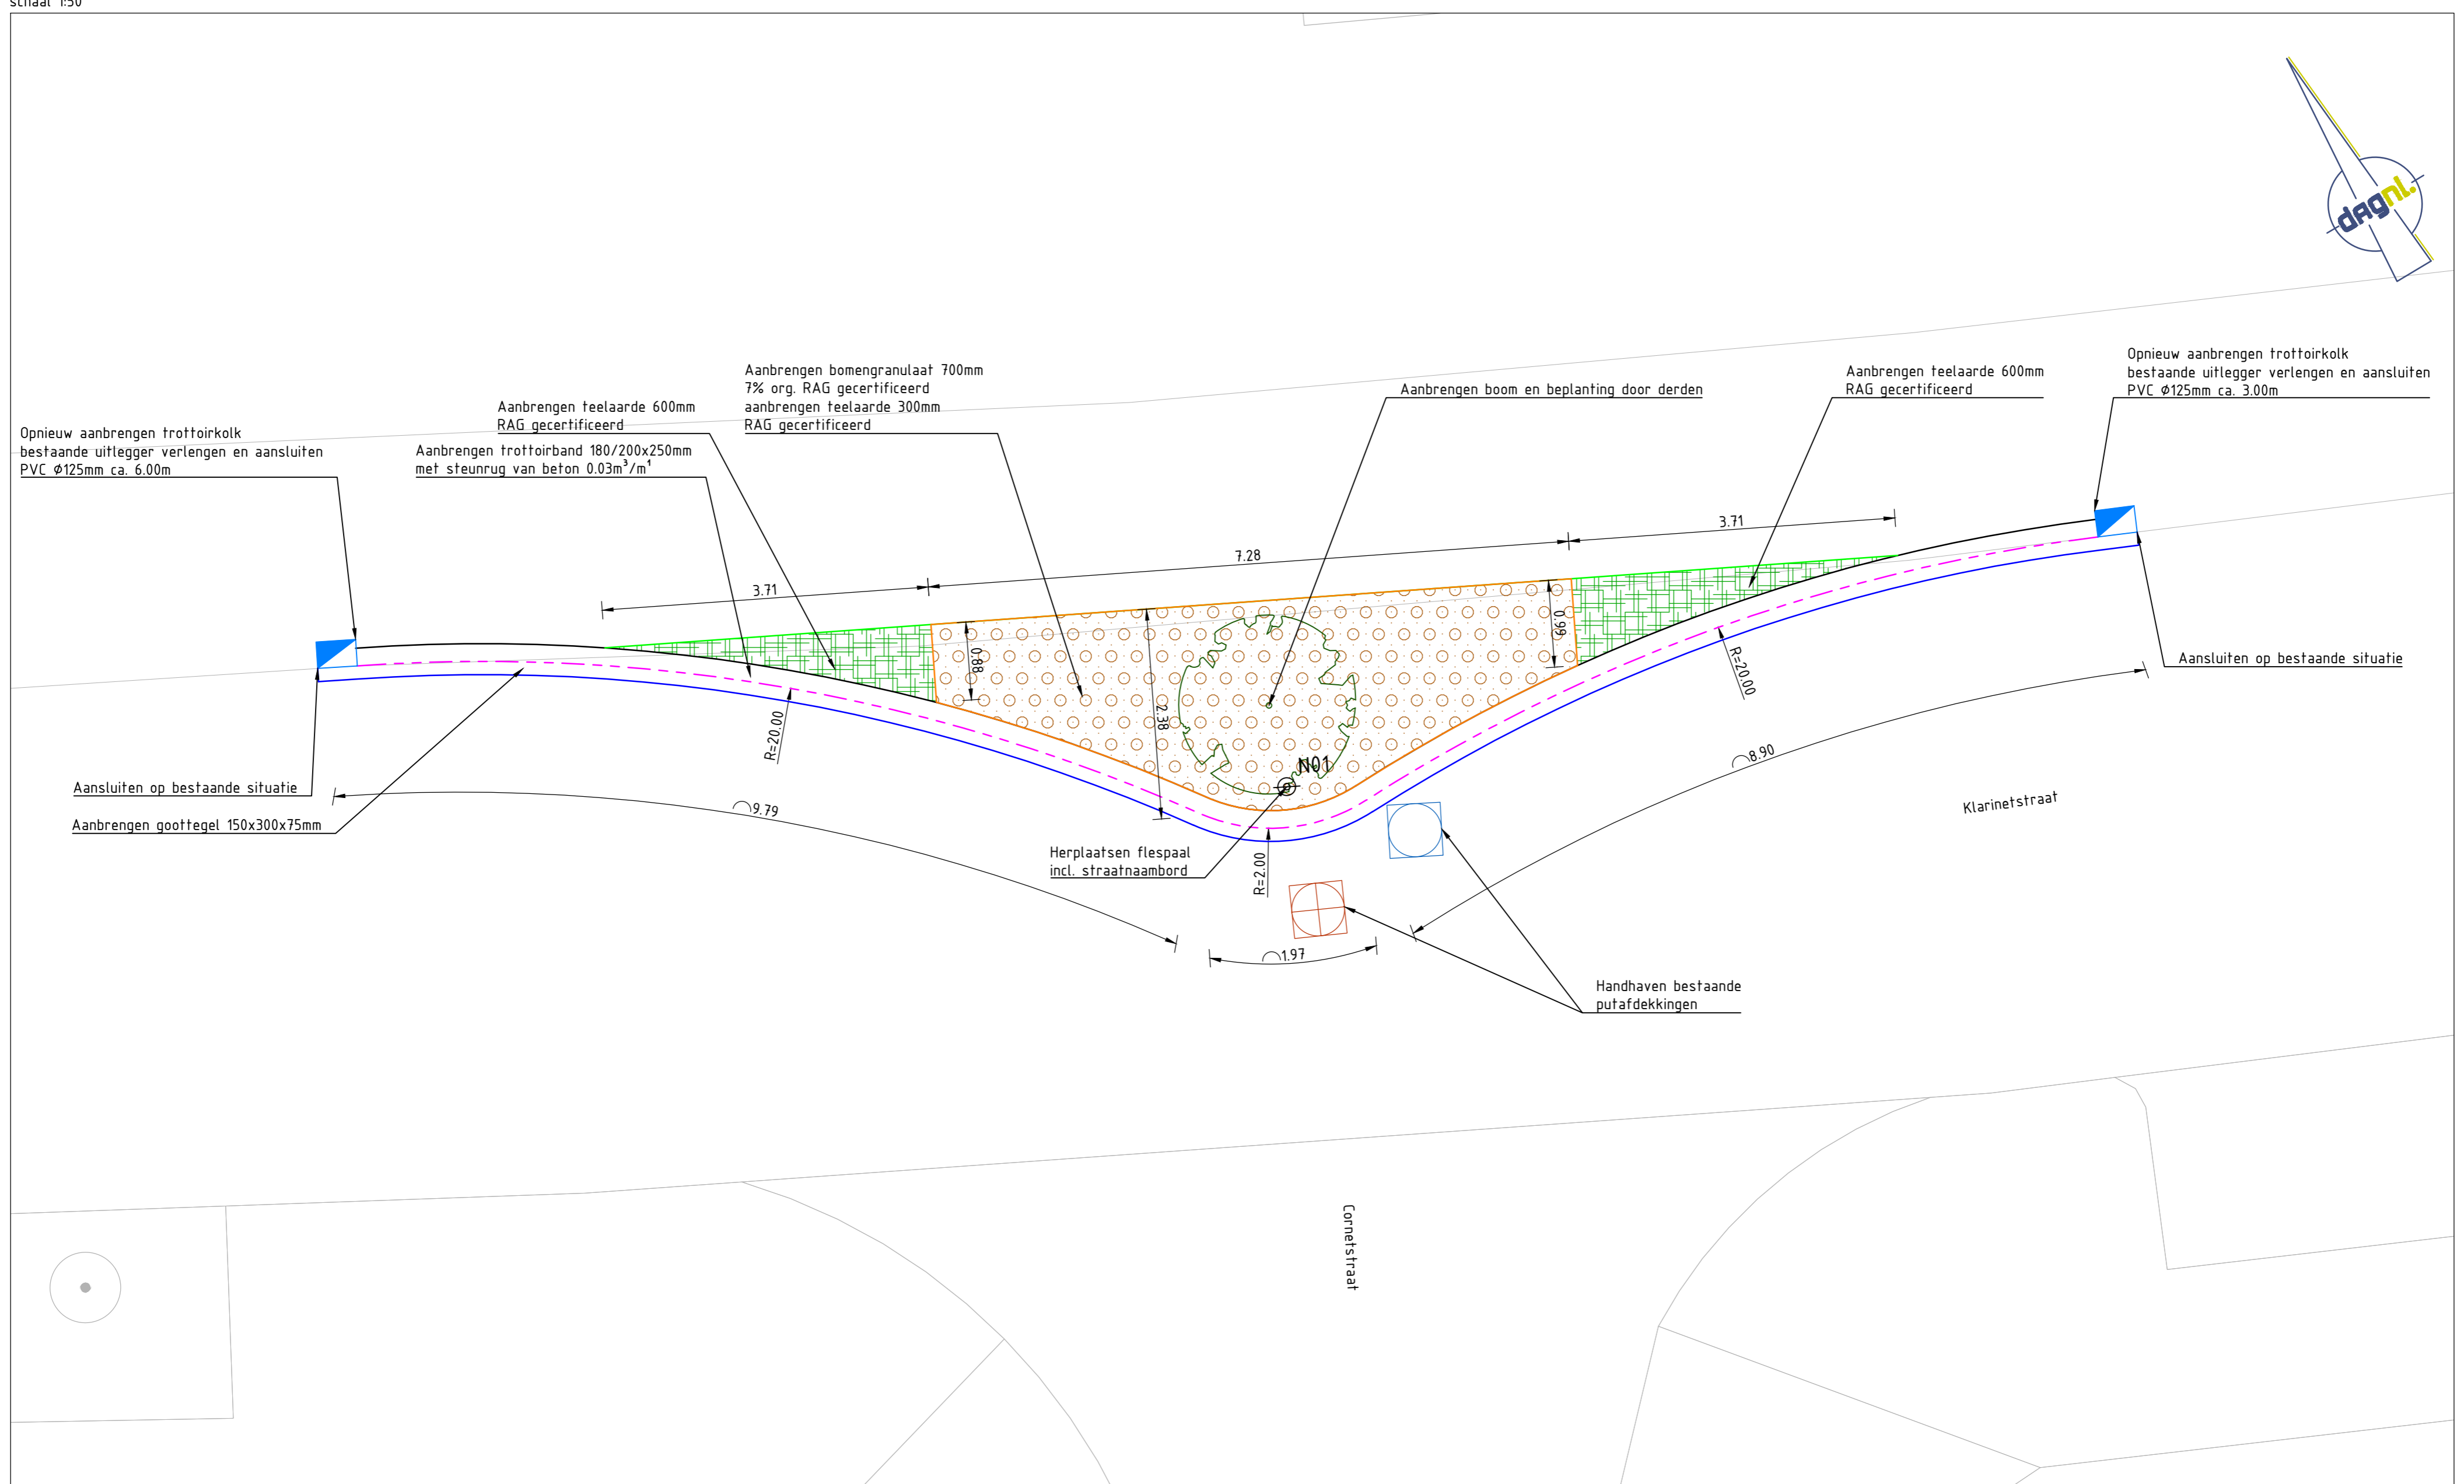 schaal 1:50
dagnl.
Opnieuw aanbrengen trottoirkolk
bestaande uitlegger verlengen en aansluiten
PVC Ø125mm ca. 6.00m
Aanbrengen teelaarde 600mm
RAG gecertificeerd
Aanbrengen trottoirband 180/200x250mm
met steunrug van beton 0.03m³/m¹
Aanbrengen bomengranulaat 700mm
7% org. RAG gecertificeerd
aanbrengen teelaarde 300mm
RAG gecertificeerd
Aanbrengen boom en beplanting door derden
Aanbrengen teelaarde 600mm
RAG gecertificeerd
Opnieuw aanbrengen trottoirkolk
bestaande uitlegger verlengen en aansluiten
PVC Ø125mm ca. 3.00m
3.71
7.28
3.71
0.88
2.38
0.99
R=20.00
R=20.00
Aansluiten op bestaande situatie
Aansluiten op bestaande situatie
Aanbrengen goottegel 150x300x75mm
N01
9.79
8.90
Klarinetstraat
Herplaatsen flespaal
incl. straatnaambord
R=2.00
1.97
Handhaven bestaande
putafdekkingen
Cornetstraat